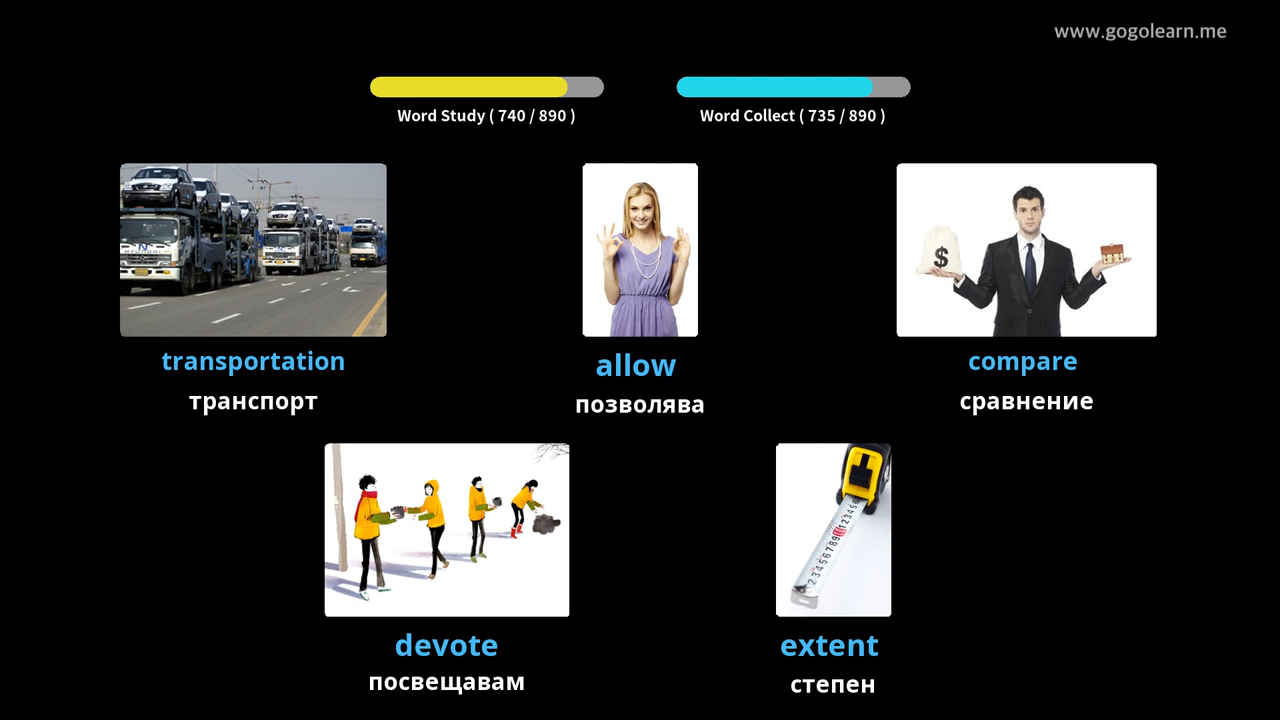 www.gogolearn.me
Word Study ( 740 / 890 )
Word Collect ( 735 / 890 )
transportation
транспорт
allow
позволява
compare
сравнение
$
devote
посвещавам
extent
степен